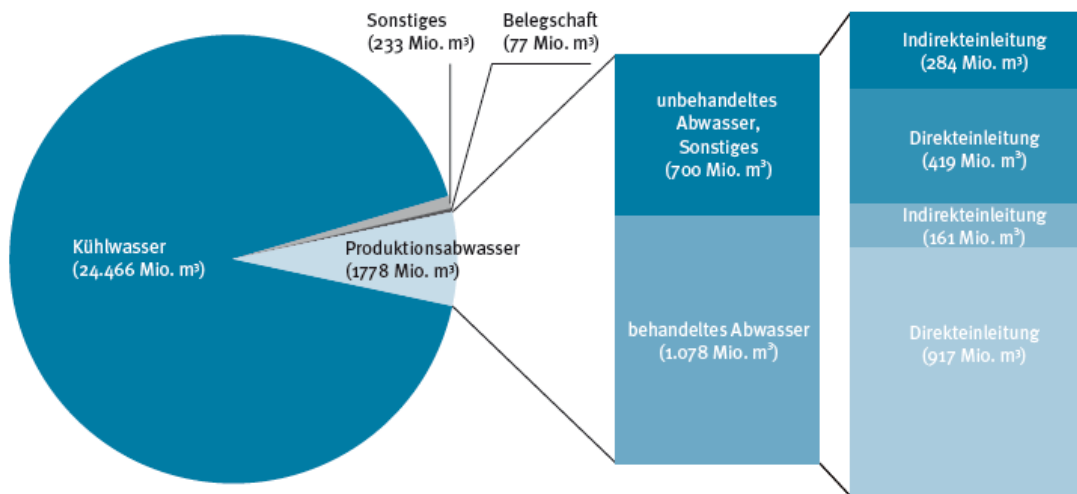 Sonstiges
(233 Mio. m³)
Belegschaft
(77 Mio. m³)
Kühlwasser
(24.466 Mio. m³)
Produktionsabwasser
(1778 Mio. m³)
unbehandeltes
Abwasser,
Sonstiges
(700 Mio. m³)
behandeltes Abwasser
(1.078 Mio. m³)
Indirekteinleitung
(284 Mio. m³)
Direkteinleitung
(419 Mio. m³)
Indirekteinleitung
(161 Mio. m³)
Direkteinleitung
(917 Mio. m³)